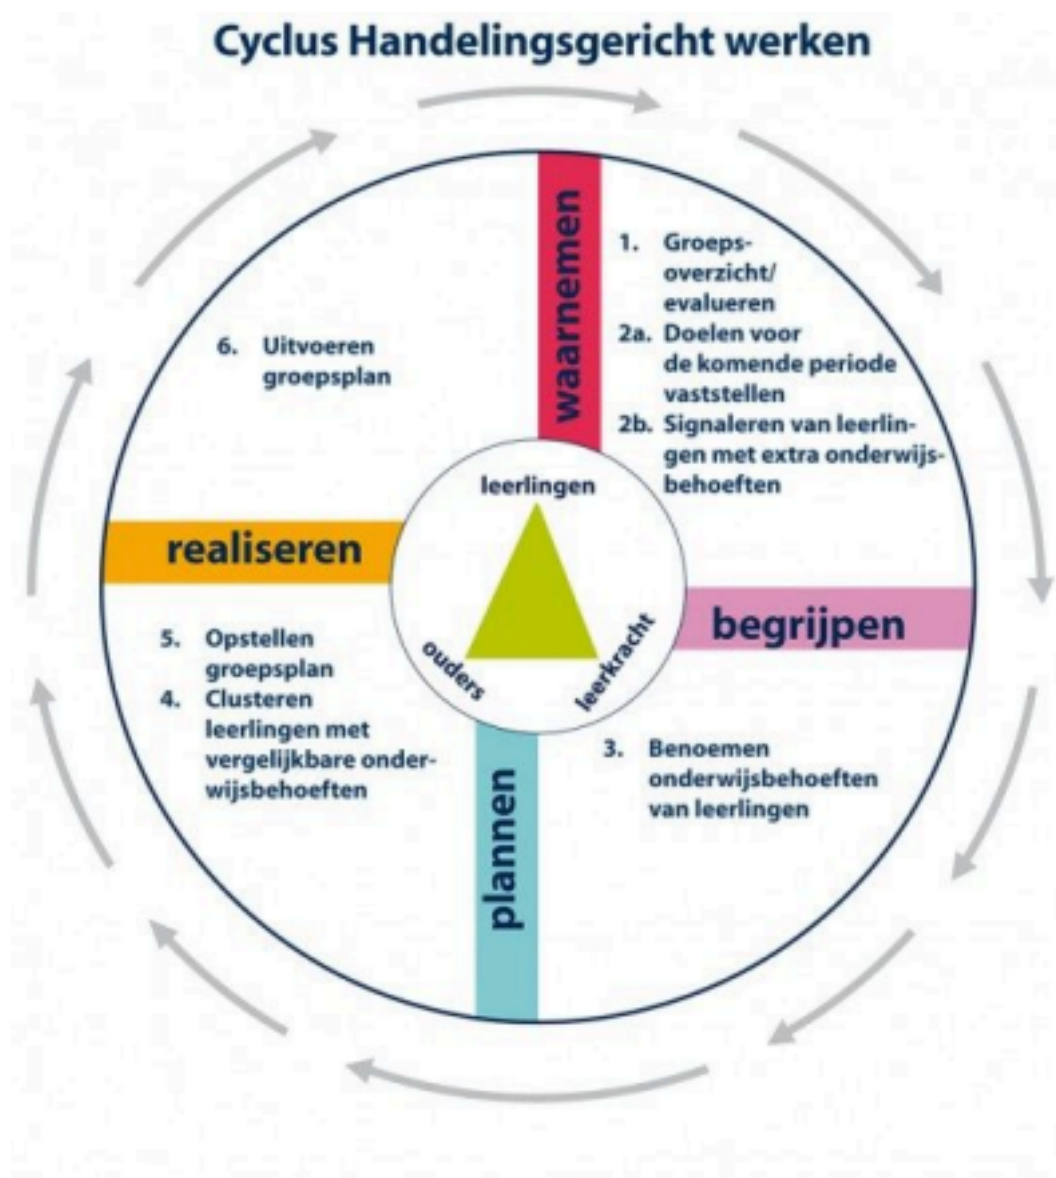 Cyclus Handelingsgericht werken
waarnemen
1. Groeps-
overzicht/
evalueren
2a. Doelen voor
de komende periode
vaststellen
2b. Signaleren van leerlin-
gen met extra onderwijs-
behoeften
begrijpen
3. Benoemen
onderwijsbehoeften
van leerlingen
plannen
5. Opstellen
groepsplan
4. Clusteren
leerlingen met
vergelijkbare onder-
wijsbehoeften
realiseren
6. Uitvoeren
groepsplan
leerlingen
ouders
leerkracht